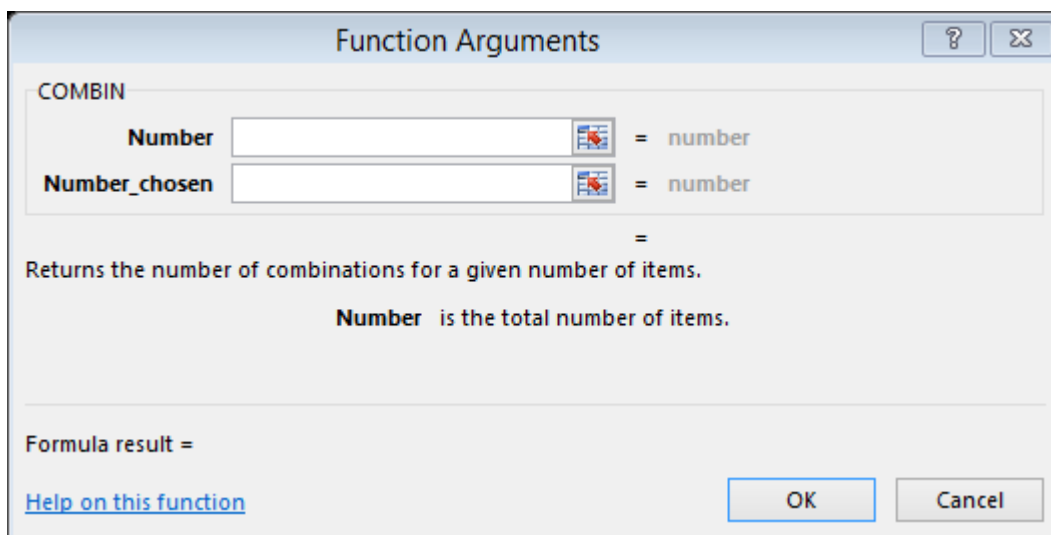 Function Arguments
COMBIN
Number = number
Number_chosen = number
=
Returns the number of combinations for a given number of items.
Number is the total number of items.
Formula result =
Help on this function OK Cancel